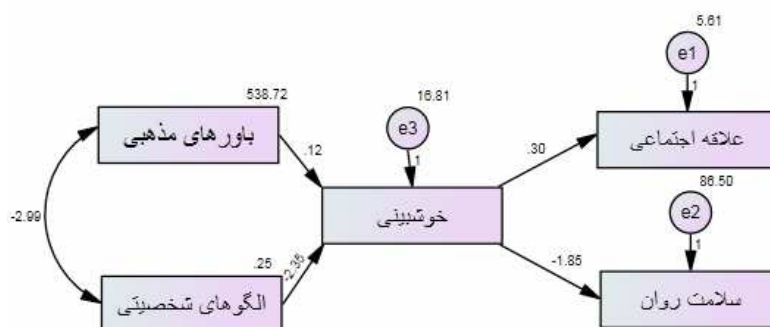 5.61
e1
1
538.72
باورهای مذهبی
16.81
e3
1
علاقه اجتماعی
.12
.30
86.50
خوشبینی
e2
1
-2.99
.25
-2.35
-1.85
الگوهای شخصیتی
سلامت روان